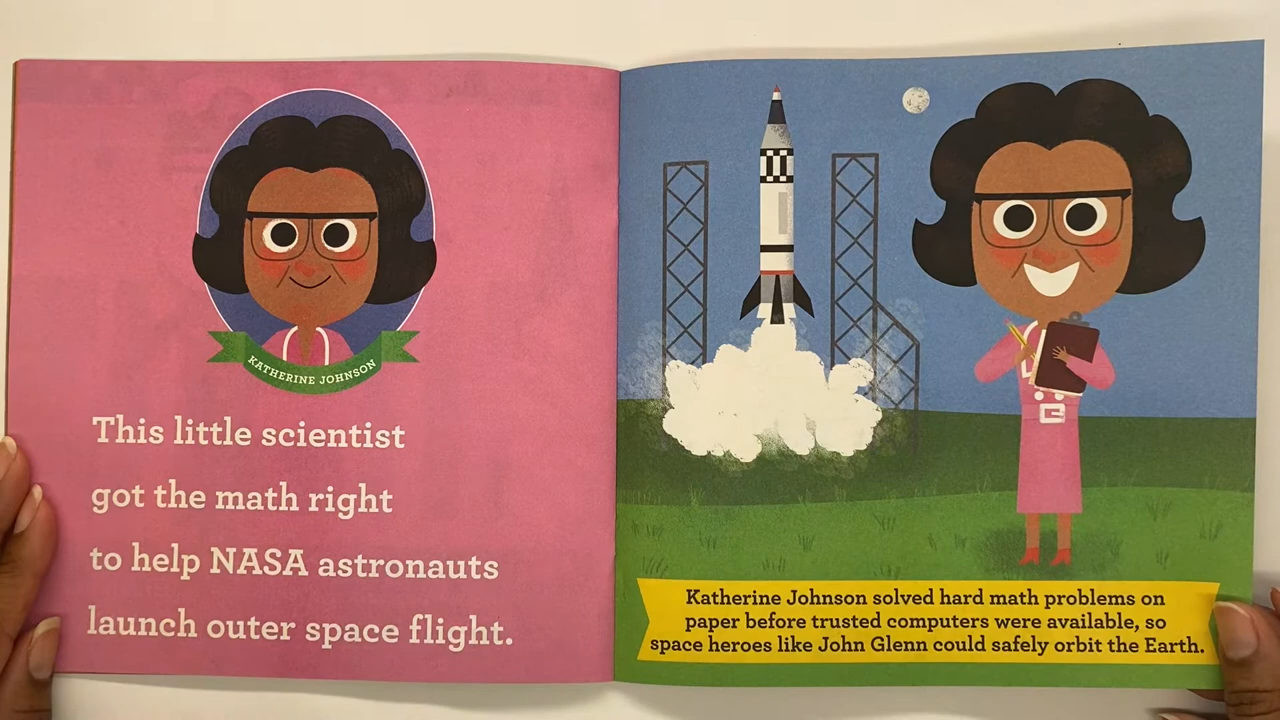 KATHERINE JOHNSON
This little scientist
got the math right
to help NASA astronauts
launch outer space flight.
Katherine Johnson solved hard math problems on
paper before trusted computers were available, so
space heroes like John Glenn could safely orbit the Earth.